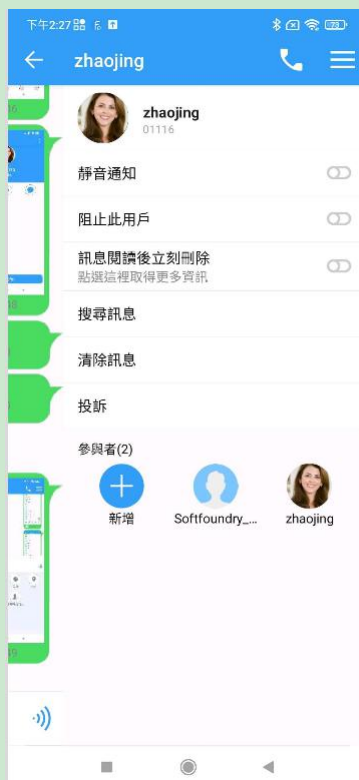 下午2:27
73
zhaojing
zhaojing
01116
靜音通知
阻止此用戶
訊息閱讀後立刻刪除
點選這裡取得更多資訊
搜尋訊息
清除訊息
投訴
參與者(2)
新增
Softfoundry_...
zhaojing